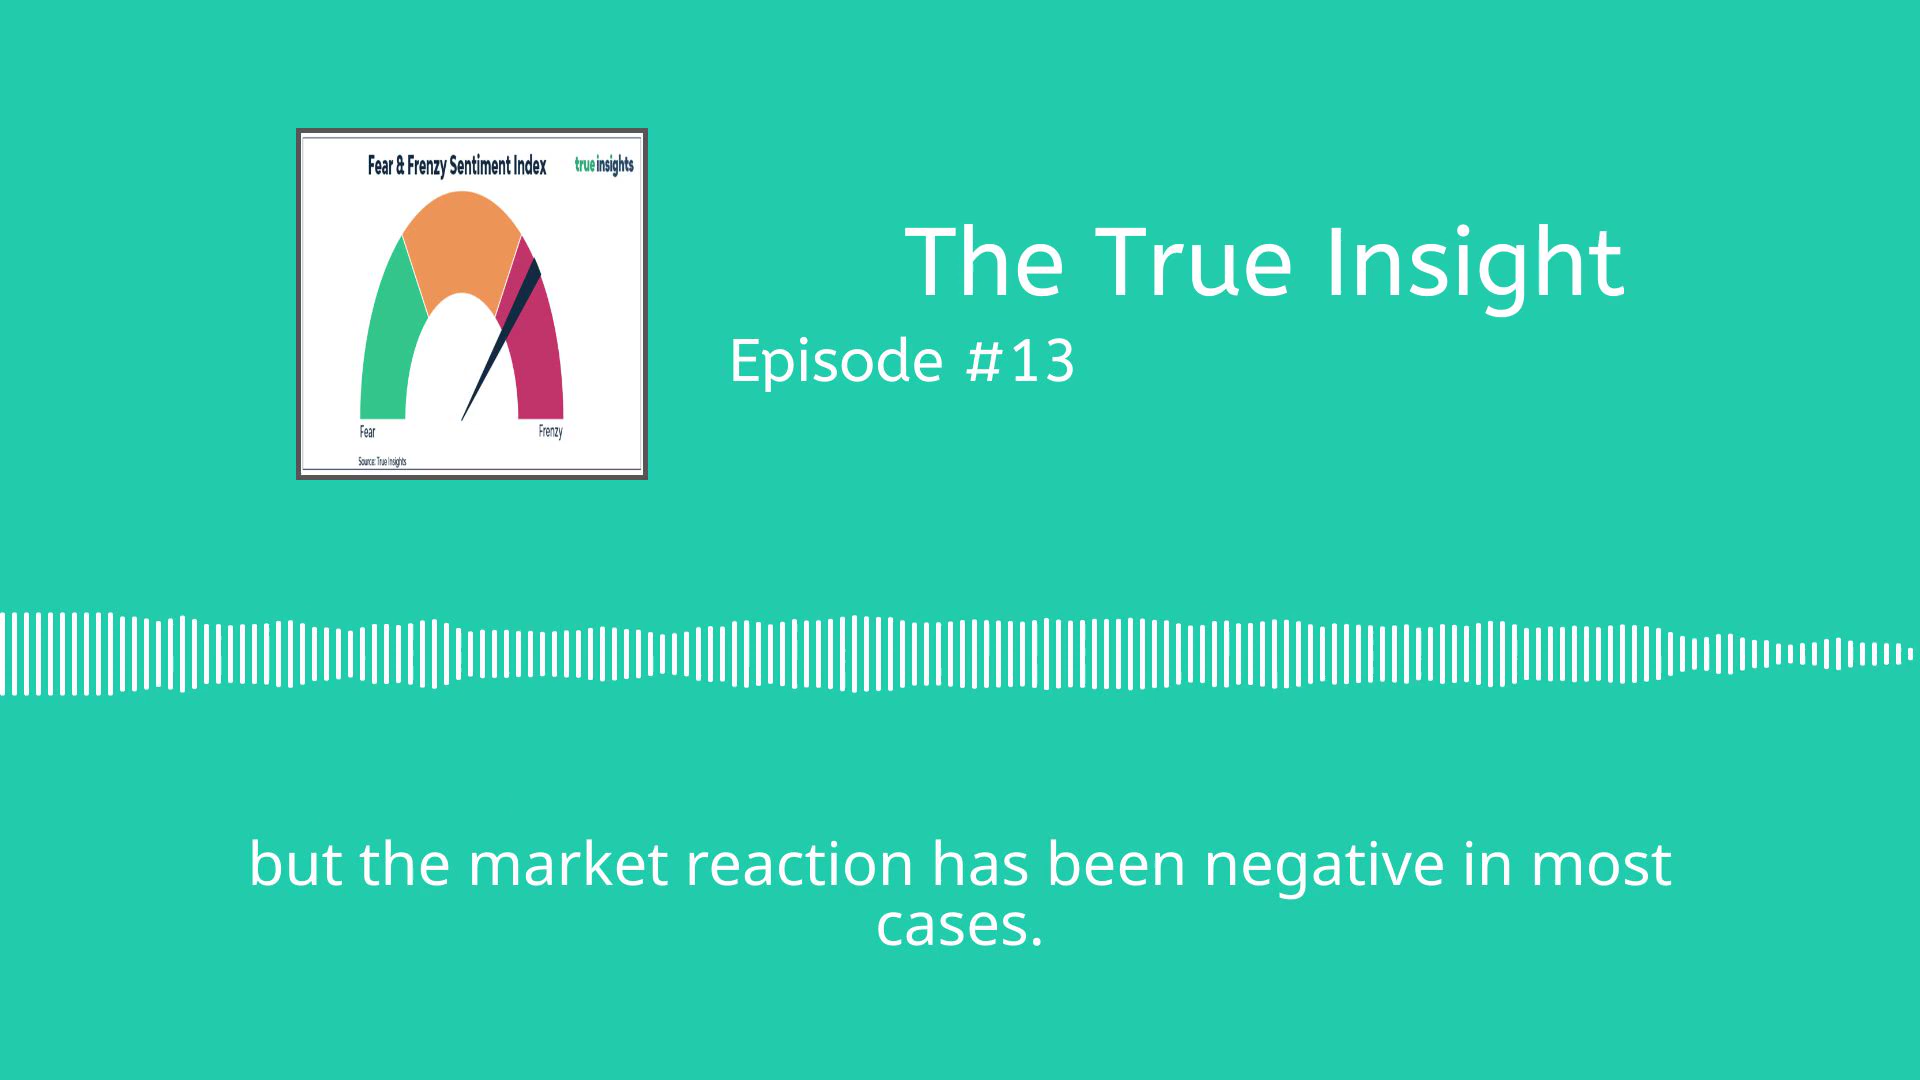 Fear & Frenzy Sentiment Index
true insights
Fear
Frenzy
Source: True Insights
The True Insight
Episode #13
but the market reaction has been negative in most
cases.